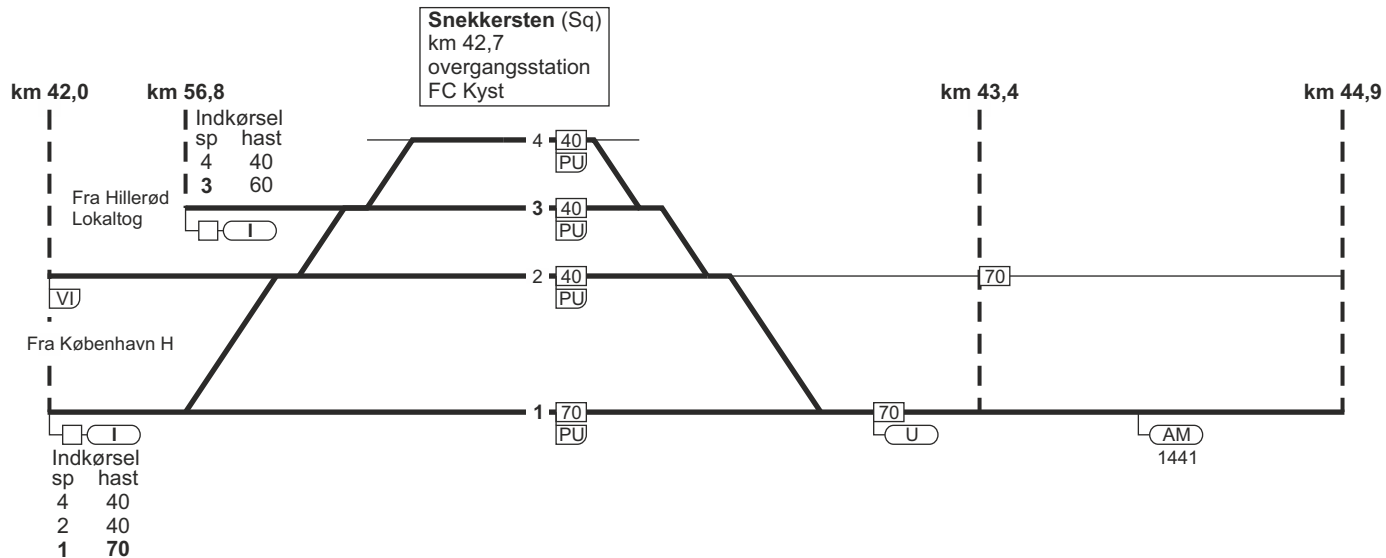 Snekkersten (Sq)
km 42,7
overgangsstation
FC Kyst
km 42,0
km 56,8
km 43,4
km 44,9
Indkørsel
sp hast
4 40
3 60
Fra Hillerød
Lokaltog
I
4 40
PU
3 40
PU
2 40
PU
70
VI
Fra København H
1 70
PU
70
U
AM
1441
I
Indkørsel
sp hast
4 40
2 40
1 70